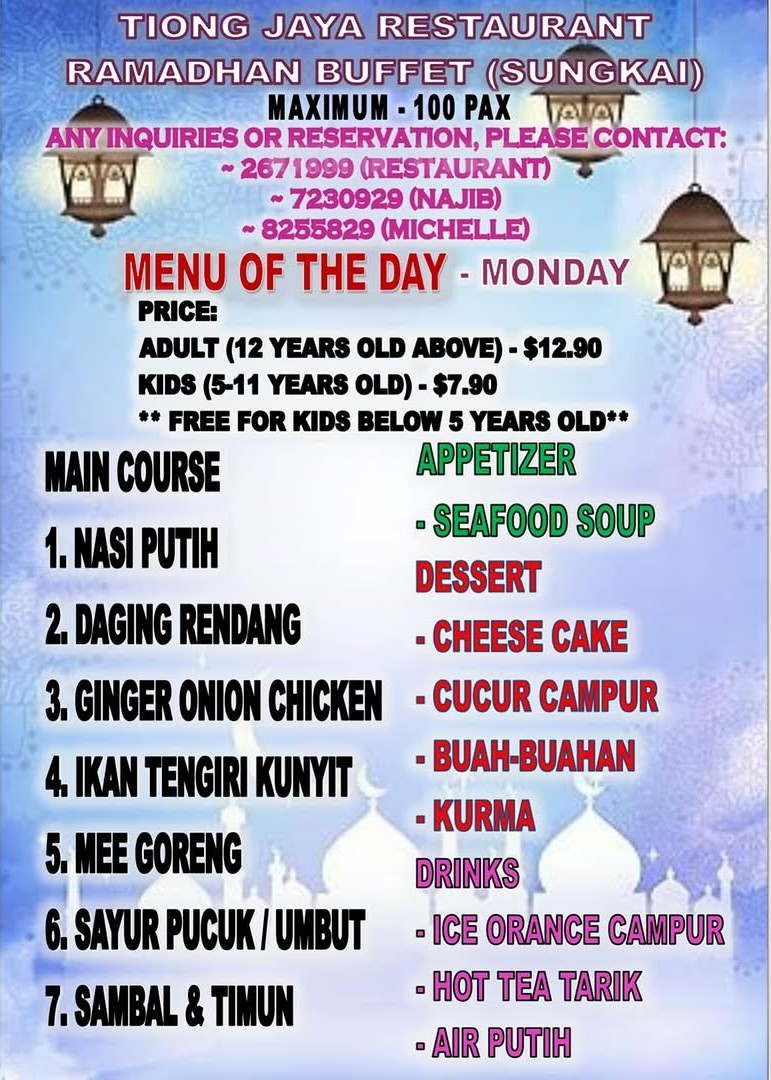 TIONG JAYA RESTAURANT
RAMADHAN BUFFET (SUNGKAI)
MAXIMUM - 100 PAX
ANY INQUIRIES OR RESERVATION, PLEASE CONTACT:
~ 2671999 (RESTAURANT)
~ 7230929 (NAJIB)
~ 8255829 (MICHELLE)
MENU OF THE DAY - MONDAY
PRICE:
ADULT (12 YEARS OLD ABOVE) - $12.90
KIDS (5-11 YEARS OLD) - $7.90
** FREE FOR KIDS BELOW 5 YEARS OLD**
MAIN COURSE
1. NASI PUTIH
2. DAGING RENDANG
3. GINGER ONION CHICKEN
4. IKAN TENGIRI KUNYIT
5. MEE GORENG
6. SAYUR PUCUK / UMBUT
7. SAMBAL & TIMUN
APPETIZER
- SEAFOOD SOUP
DESSERT
- CHEESE CAKE
- CUCUR CAMPUR
- BUAH-BUAHAN
- KURMA
DRINKS
- ICE ORANCE CAMPUR
- HOT TEA TARIK
- AIR PUTIH